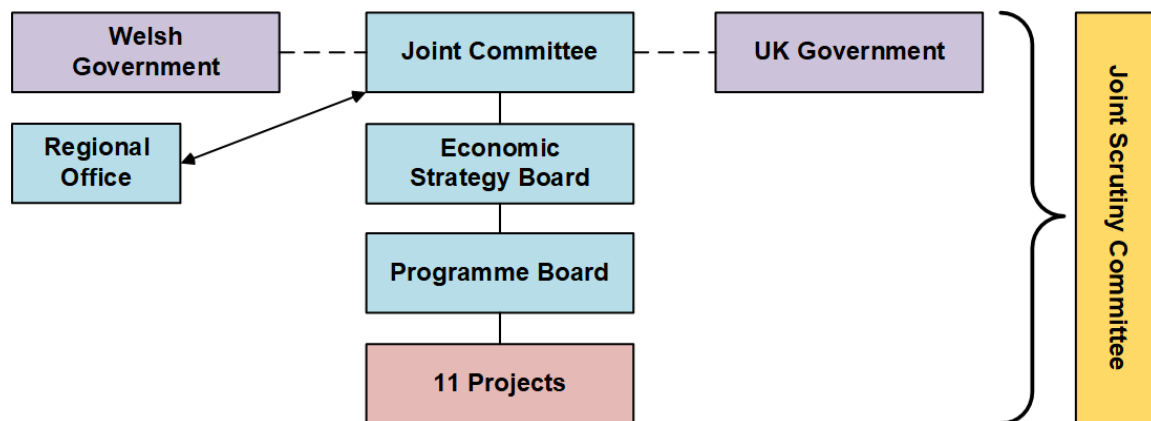 Welsh
Government
Joint Committee
UK Government
Regional
Office
Economic
Strategy Board
Programme Board
11 Projects
Joint Scrutiny Committee